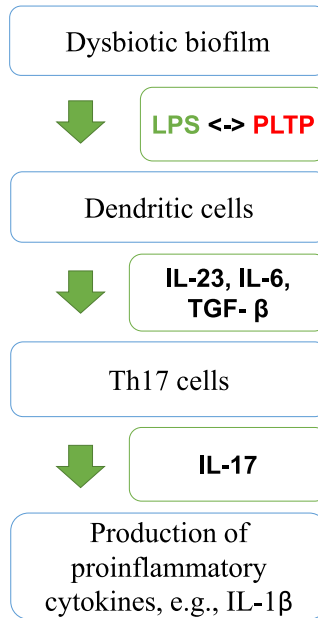 Dysbiotic biofilm
LPS <-> PLTP
Dendritic cells
IL-23, IL-6,
TGF- β
Th17 cells
IL-17
Production of
proinflammatory
cytokines, e.g., IL-1β